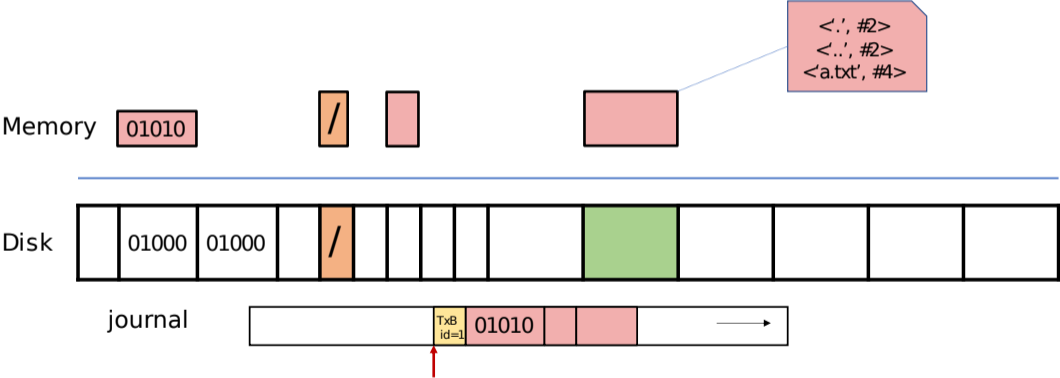 <‘.’, #2>
<‘..’, #2>
<‘a.txt’, #4>
Memory
01010
/
Disk
01000
01000
/
journal
TxB
id=1
01010